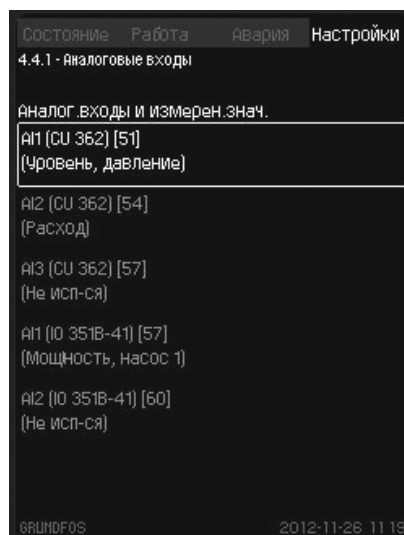 Состояние Работа Авария Настройки
4.4.1 - Аналоговые входы
Аналог.входы и измерен.знач.
AI1 (CU 362) [51]
(Уровень, давление)
AI2 (CU 362) [54]
(Расход)
AI3 (CU 362) [57]
(Не исп-ся)
AI1 (IO 351B-41) [57]
(Мощность, насос 1)
AI2 (IO 351B-41) [60]
(Не исп-ся)
GRUNDFOS 2012-11-26 11:19